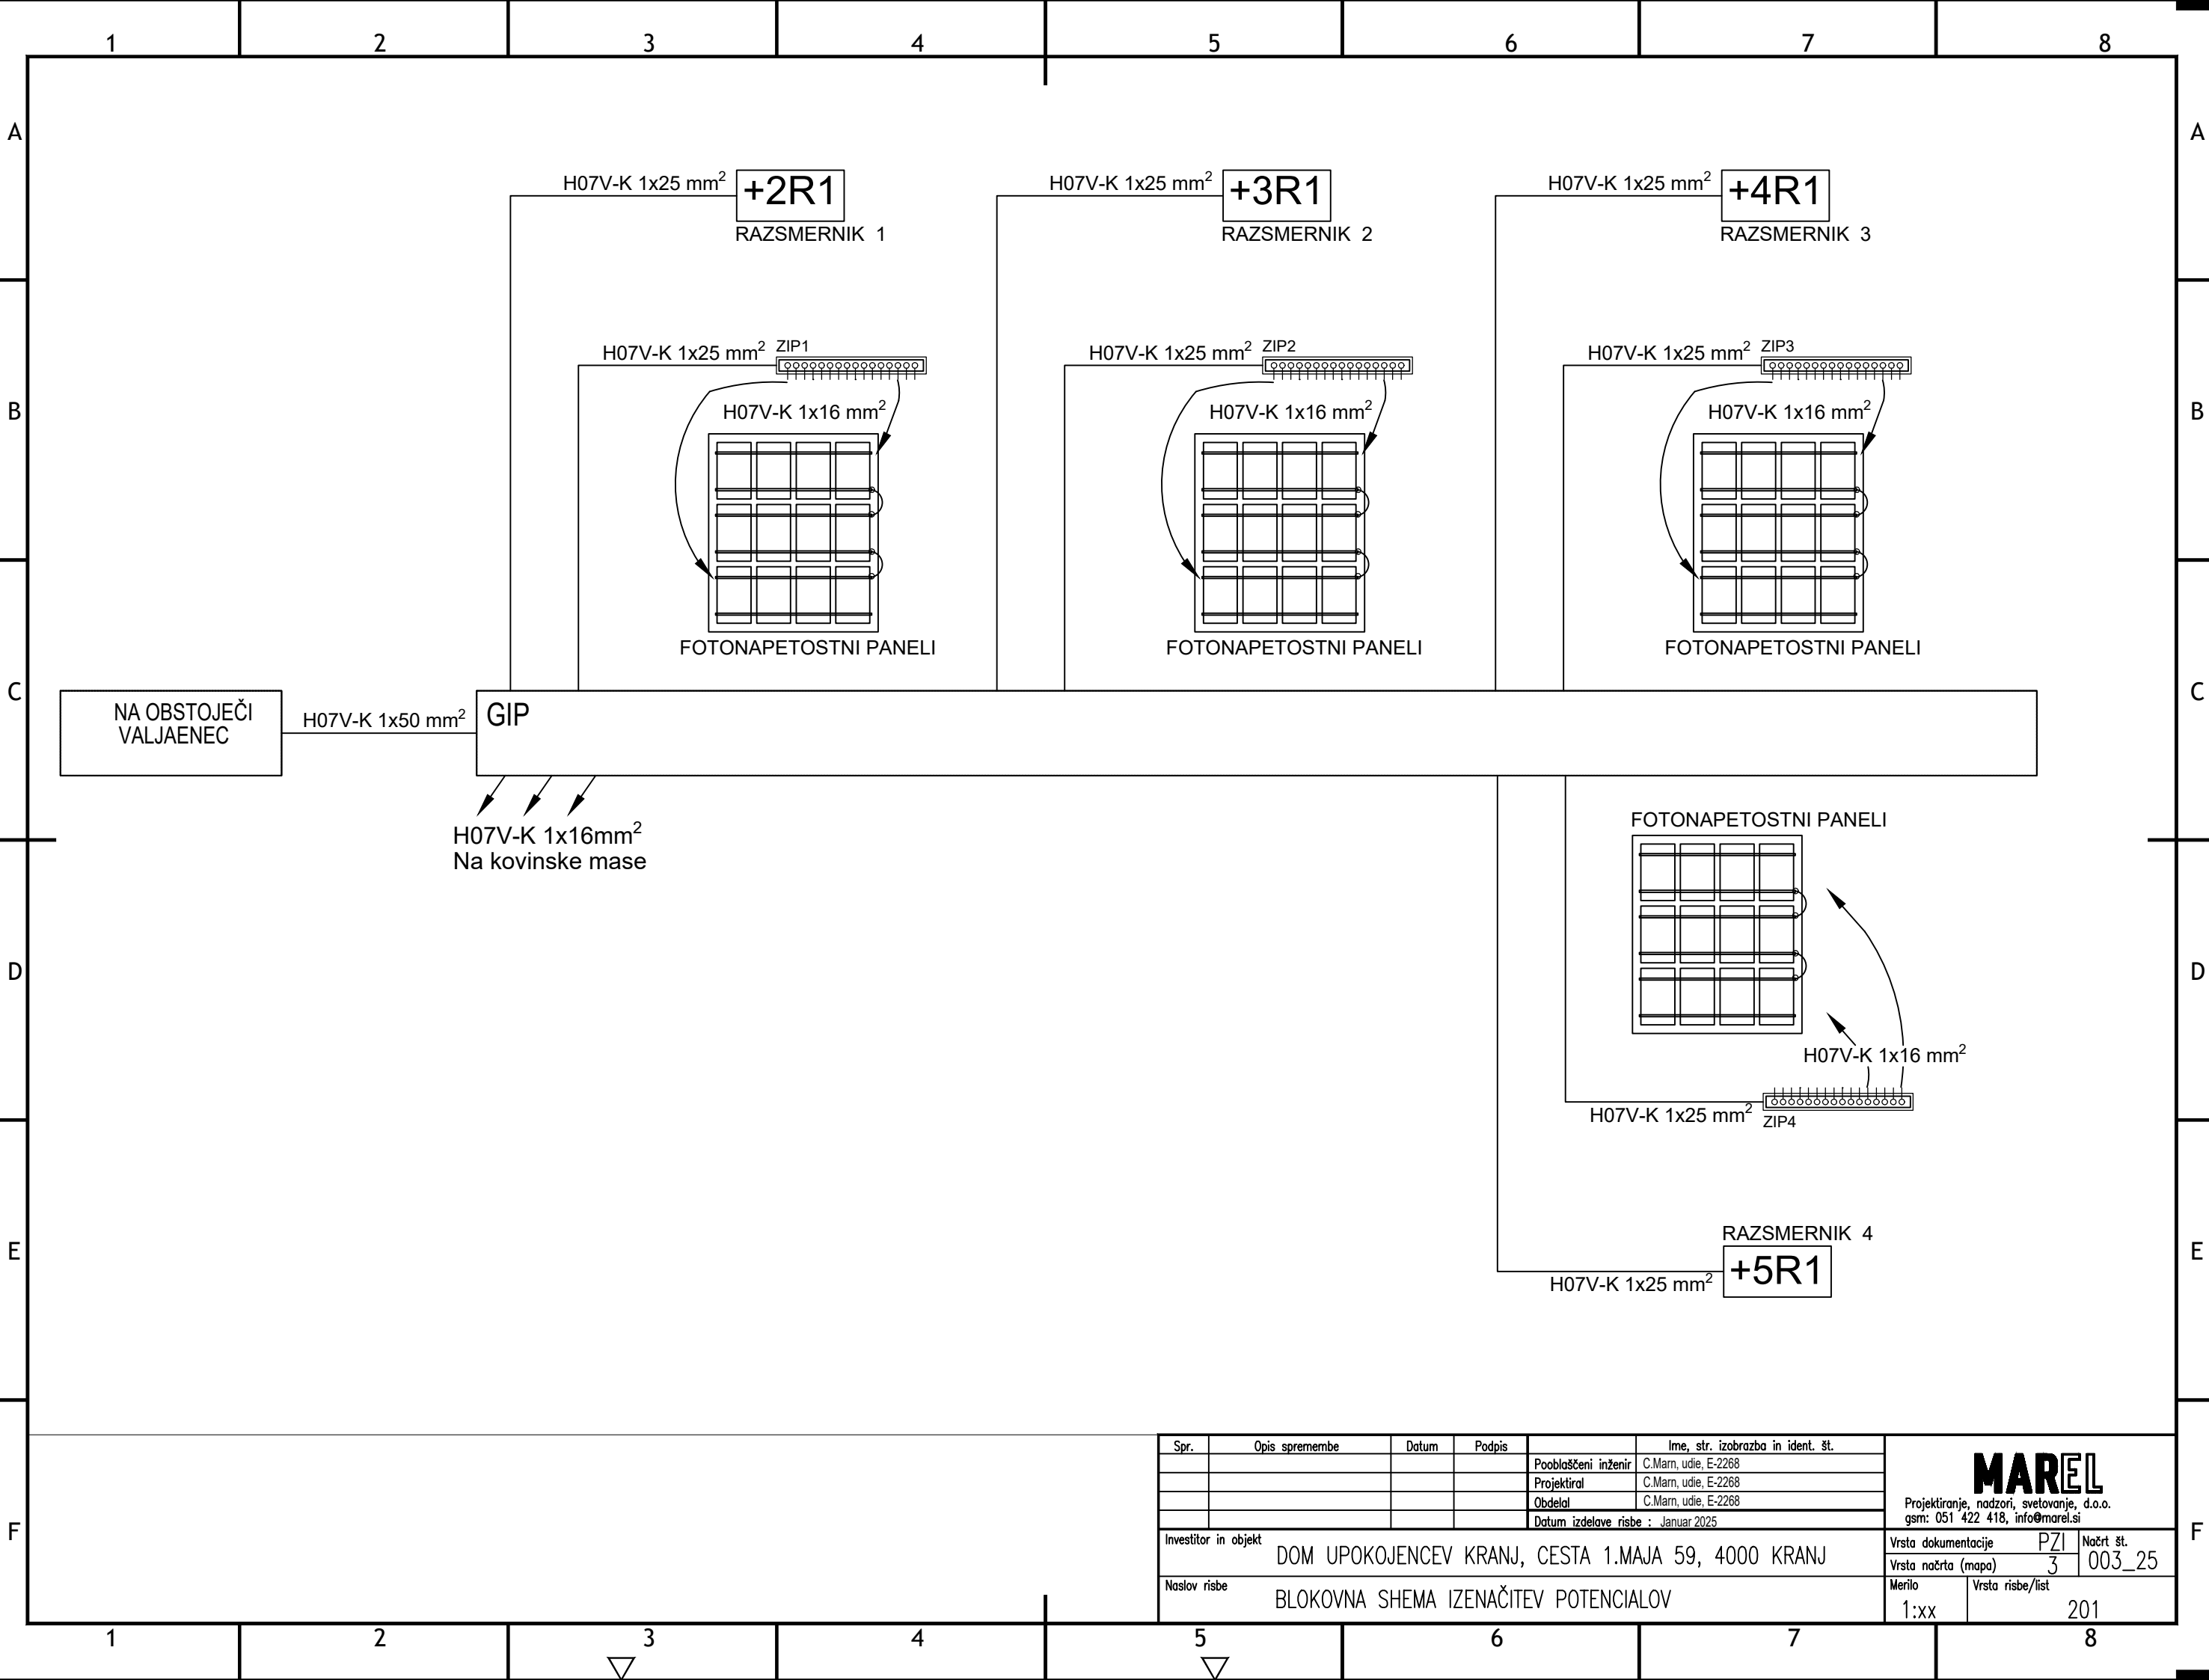 1 2 3 4 5 6 7 8
A A
H07V-K 1x25 mm² +2R1 H07V-K 1x25 mm² +3R1 H07V-K 1x25 mm² +4R1
RAZSMERNIK 1 RAZSMERNIK 2 RAZSMERNIK 3
H07V-K 1x25 mm² ZIP1 H07V-K 1x25 mm² ZIP2 H07V-K 1x25 mm² ZIP3
B H07V-K 1x16 mm² H07V-K 1x16 mm² H07V-K 1x16 mm² B
FOTONAPETOSTNI PANELI FOTONAPETOSTNI PANELI FOTONAPETOSTNI PANELI
C C
NA OBSTOJEČI
VALJAENEC
H07V-K 1x50 mm² GIP
H07V-K 1x16mm²
Na kovinske mase
FOTONAPETOSTNI PANELI
D D
H07V-K 1x16 mm²
H07V-K 1x25 mm² ZIP4
E E
RAZSMERNIK 4
H07V-K 1x25 mm² +5R1
F F
Spr. Opis spremembe Datum Podpis Ime, str. izobrazba in ident. št.
Pooblaščeni inženir C.Marn, udie, E-2268
Projektiral C.Marn, udie, E-2268
Obdelal C.Marn, udie, E-2268
Datum izdelave risbe : Januar 2025
MAREL
Projektiranje, nadzori, svetovanje, d.o.o.
gsm: 051 422 418, info@marel.si
Investitor in objekt DOM UPOKOJENCEV KRANJ, CESTA 1.MAJA 59, 4000 KRANJ
Vrsta dokumentacije PZI
Vrsta načrta (mapa) 3
Načrt št.
003_25
Naslov risbe BLOKOVNA SHEMA IZENAČITEV POTENCIALOV
Merilo
1:xx
Vrsta risbe/list
201
1 2 3 4 5 6 7 8